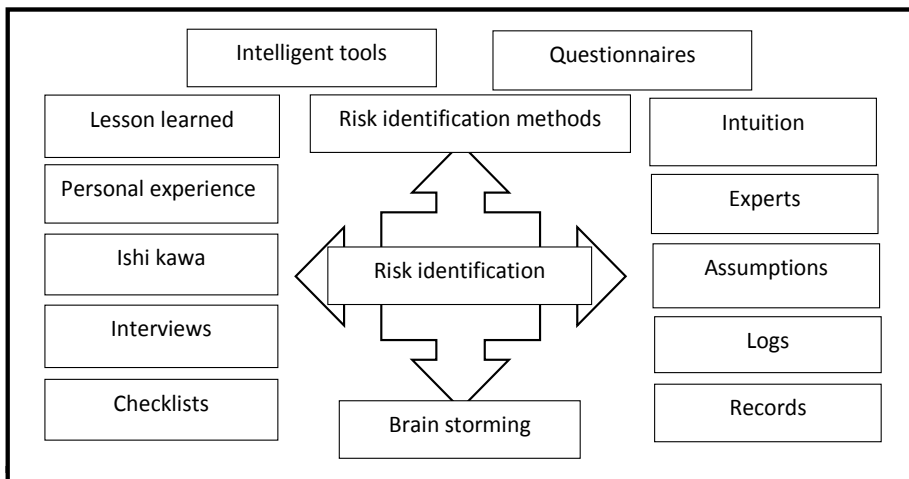 Intelligent tools
Questionnaires
Lesson learned
Risk identification methods
Intuition
Personal experience
Experts
Ishi kawa
Risk identification
Assumptions
Interviews
Logs
Checklists
Brain storming
Records